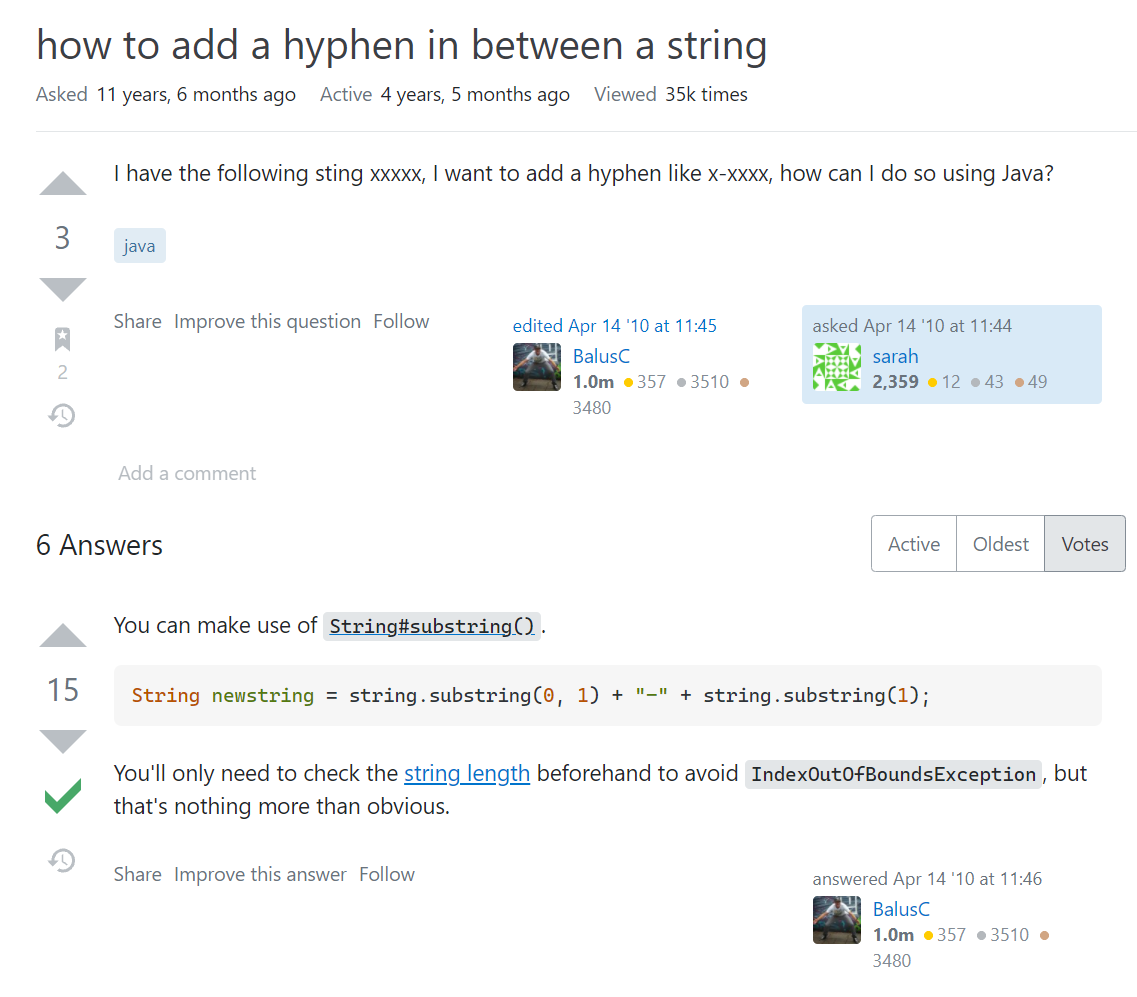 how to add a hyphen in between a string
Asked 11 years, 6 months ago Active 4 years, 5 months ago Viewed 35k times
I have the following sting xxxxx, I want to add a hyphen like x-xxxx, how can I do so using Java?
3
java
Share Improve this question Follow
edited Apr 14 '10 at 11:45
BalusC
1.0m 357 3510
3480
asked Apr 14 '10 at 11:44
sarah
2,359 12 43 49
2
Add a comment
6 Answers
Active Oldest Votes
You can make use of String#substring().
15
String newstring = string.substring(0, 1) + "-" + string.substring(1);
You'll only need to check the string length beforehand to avoid IndexOutOfBoundsException, but
that's nothing more than obvious.
Share Improve this answer Follow
answered Apr 14 '10 at 11:46
BalusC
1.0m 357 3510
3480